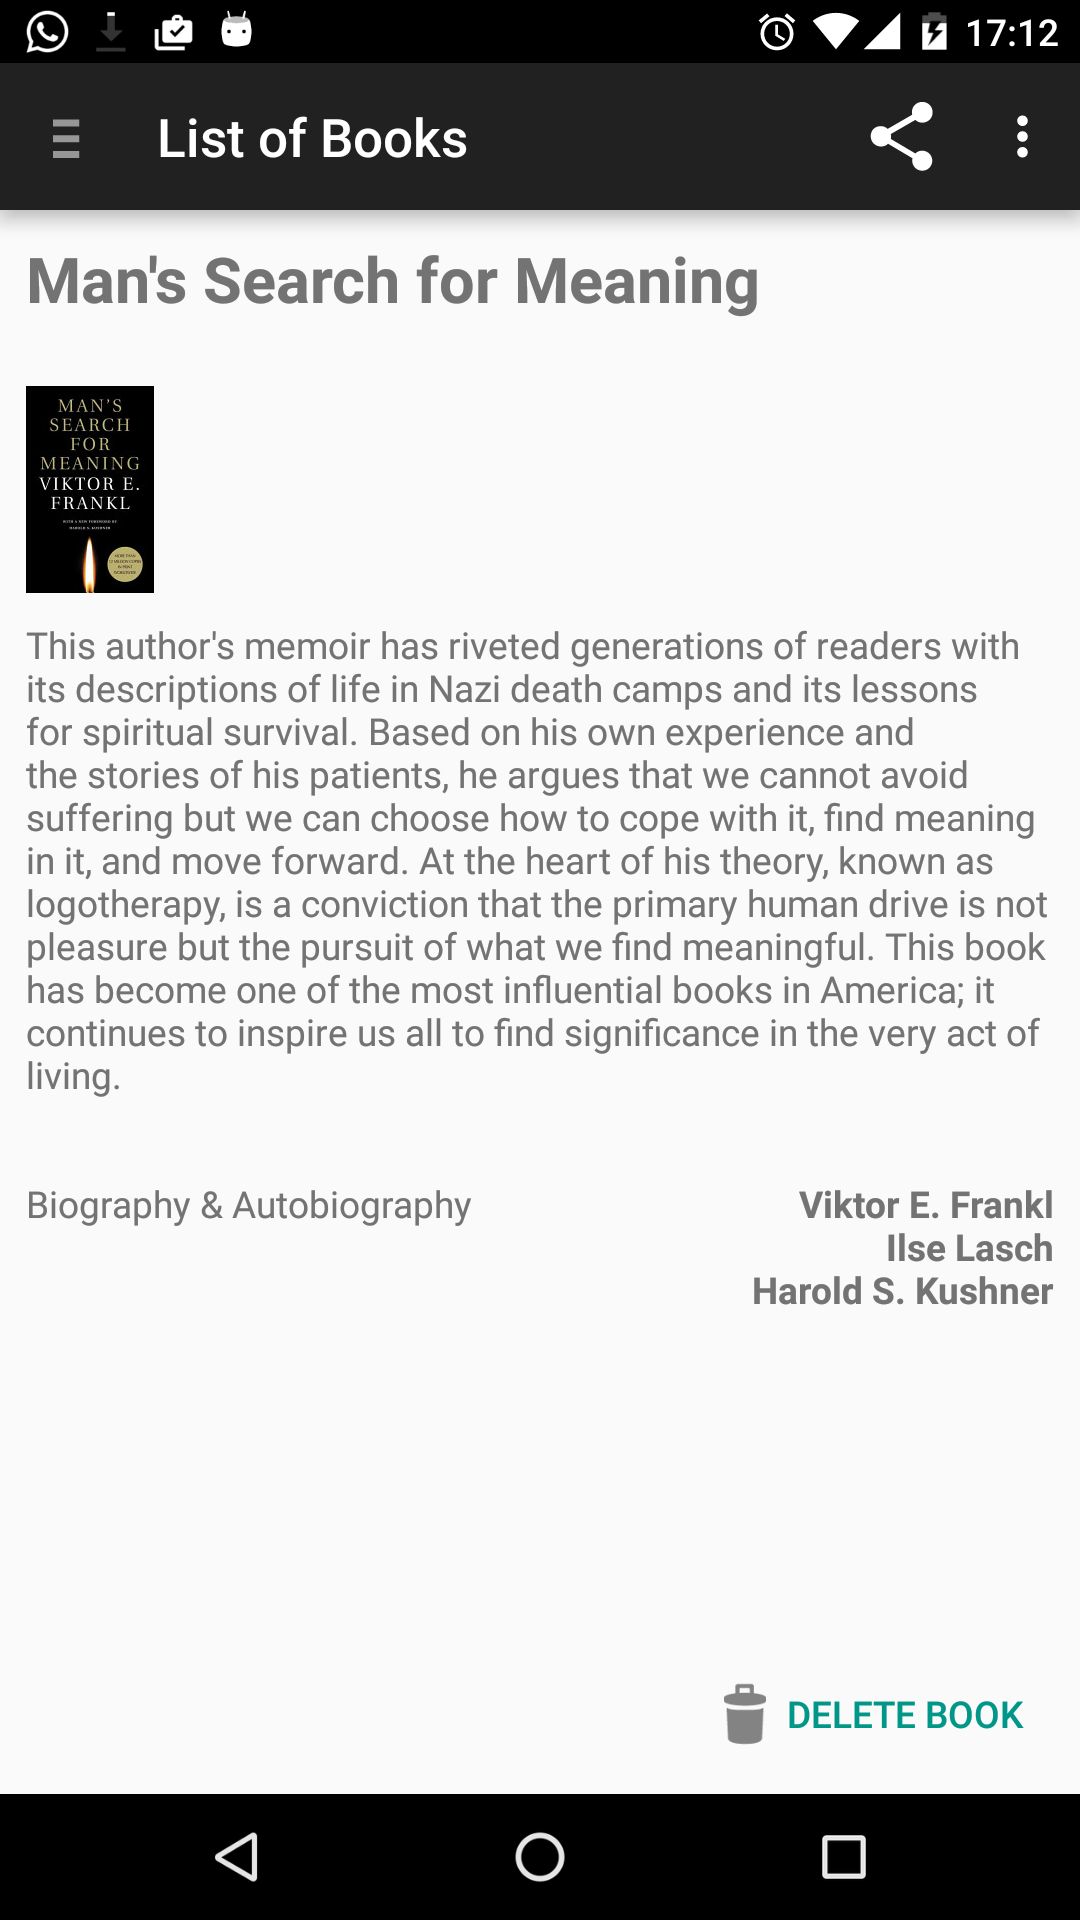 17:12
List of Books
Man's Search for Meaning
MAN'S
SEARCH
FOR
MEANING
VIKTOR E.
FRANKL
WITH A NEW FOREWORD BY
HAROLD S. KUSHNER
This author's memoir has riveted generations of readers with
its descriptions of life in Nazi death camps and its lessons
for spiritual survival. Based on his own experience and
the stories of his patients, he argues that we cannot avoid
suffering but we can choose how to cope with it, find meaning
in it, and move forward. At the heart of his theory, known as
logotherapy, is a conviction that the primary human drive is not
pleasure but the pursuit of what we find meaningful. This book
has become one of the most influential books in America; it
continues to inspire us all to find significance in the very act of
living.
Biography & Autobiography
Viktor E. Frankl
Ilse Lasch
Harold S. Kushner
DELETE BOOK